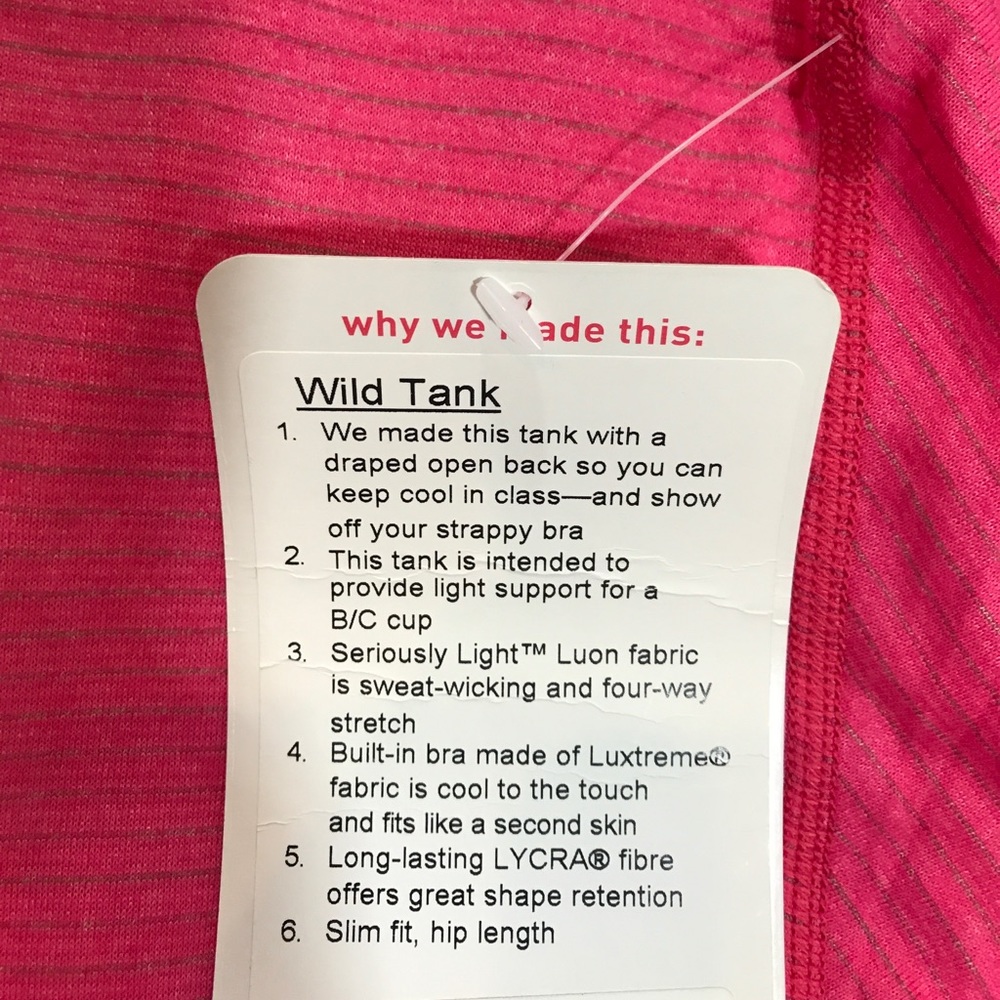 why we made this:
Wild Tank
1. We made this tank with a
draped open back so you can
keep cool in class—and show
off your strappy bra
2. This tank is intended to
provide light support for a
B/C cup
3. Seriously Light™ Luon fabric
is sweat-wicking and four-way
stretch
4. Built-in bra made of Luxtreme®
fabric is cool to the touch
and fits like a second skin
5. Long-lasting LYCRA® fibre
offers great shape retention
6. Slim fit, hip length